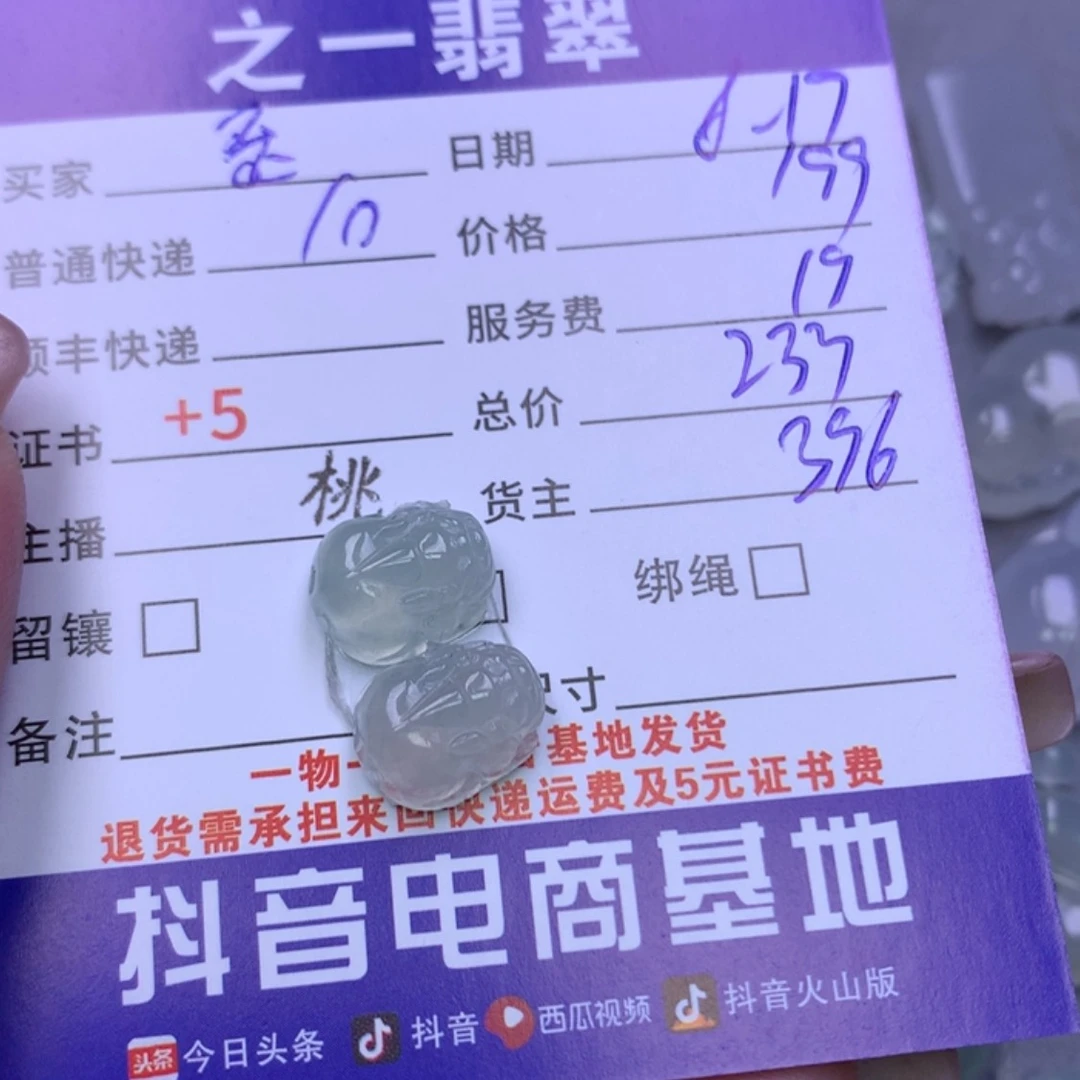 之一翡翠
买家 日期 6-17
普通快递 10 价格 199
顺丰快递 服务费 19
证书 +5 总价 233
主播 桃 货主 396
留镶 绑绳
备注 尺寸
一物一 基地发货
退货需承担来回快递运费及5元证书费
抖音电商基地
头条 今日头条 抖音 西瓜视频 抖音火山版